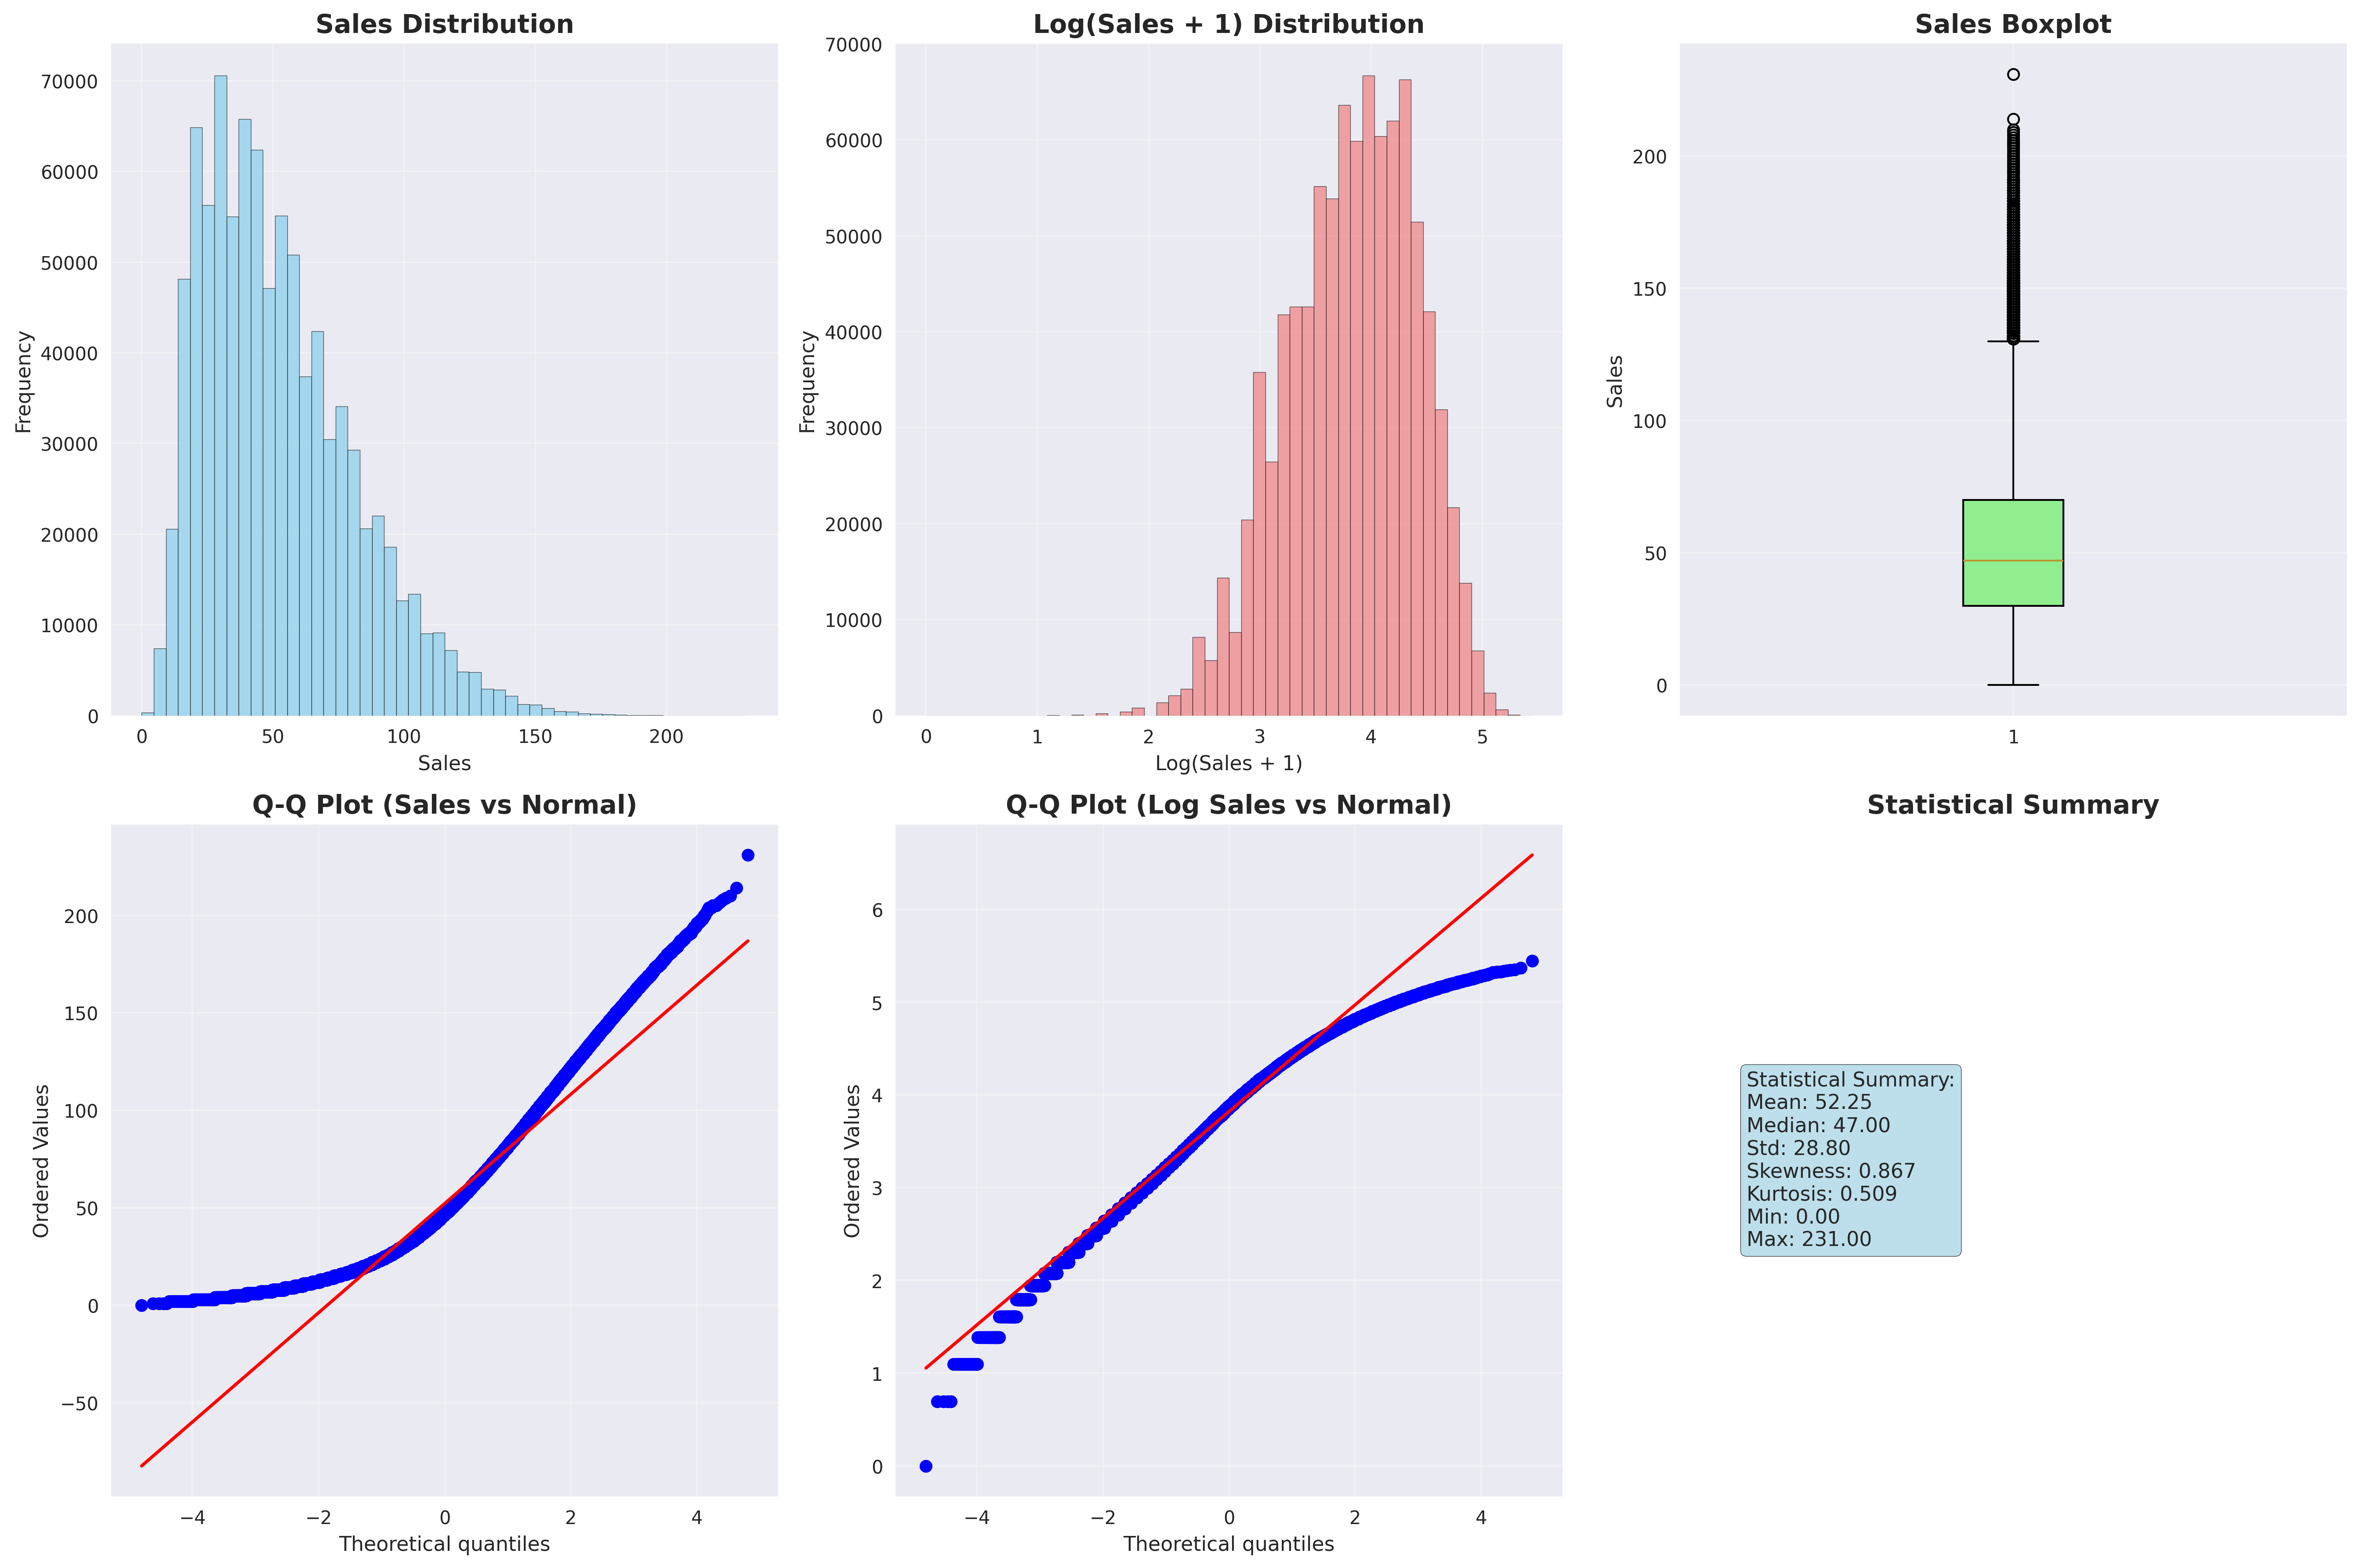 Sales Distribution
70000
60000
50000
40000
30000
20000
10000
0
Frequency
0 50 100 150 200
Sales
Log(Sales + 1) Distribution
70000
60000
50000
40000
30000
20000
10000
0
Frequency
0 1 2 3 4 5
Log(Sales + 1)
Sales Boxplot
200
150
100
50
0
Sales
1
Q-Q Plot (Sales vs Normal)
200
150
100
50
0
−50
Ordered Values
−4 −2 0 2 4
Theoretical quantiles
Q-Q Plot (Log Sales vs Normal)
6
5
4
3
2
1
0
Ordered Values
−4 −2 0 2 4
Theoretical quantiles
Statistical Summary
Statistical Summary:
Mean: 52.25
Median: 47.00
Std: 28.80
Skewness: 0.867
Kurtosis: 0.509
Min: 0.00
Max: 231.00